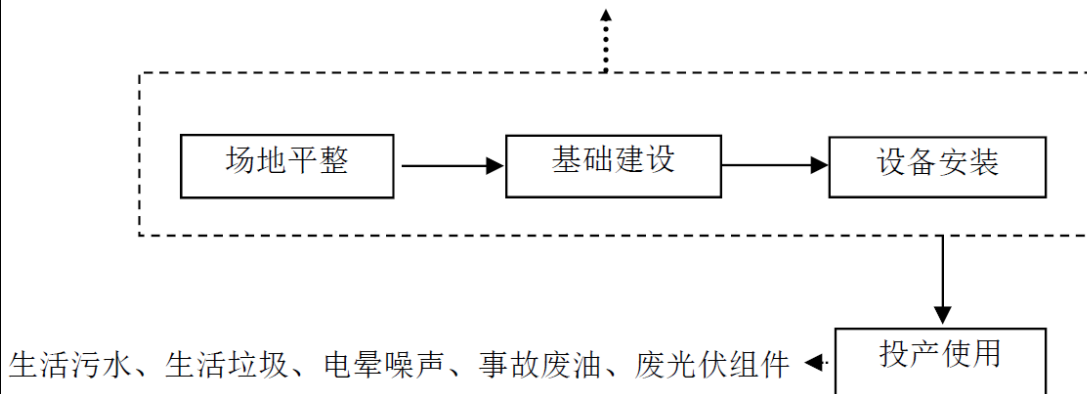 场地平整
基础建设
设备安装
投产使用
生活污水、生活垃圾、电晕噪声、事故废油、废光伏组件